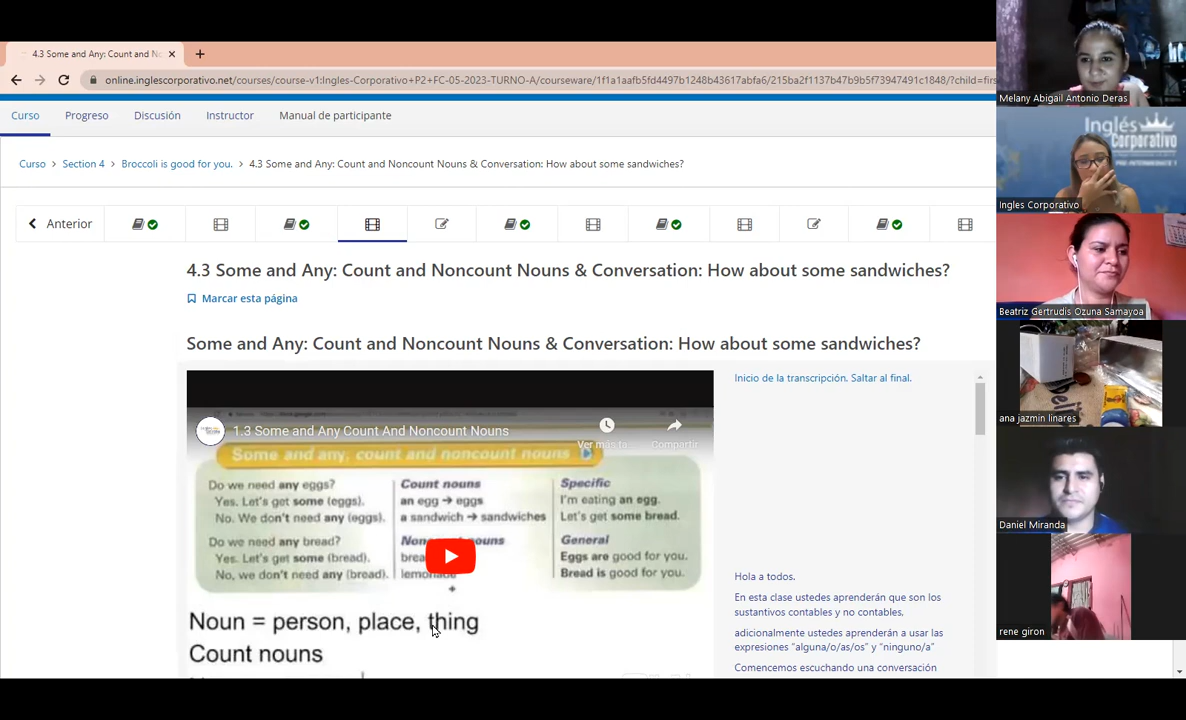 4.3 Some and Any: Count and No
online.inglescorporativo.net/courses/course-v1:Ingles-Corporativo+P2+FC-05-2023-TURNO-A/courseware/1f1a1aafb5fd4497b1248b43617abfa6/215ba2f1137b47b9b5f73947491c1848/?child=firs
Curso
Progreso
Discusión
Instructor
Manual de participante
Curso > Section 4 > Broccoli is good for you. > 4.3 Some and Any: Count and Noncount Nouns & Conversation: How about some sandwiches?
Anterior
4.3 Some and Any: Count and Noncount Nouns & Conversation: How about some sandwiches?
Marcar esta página
Some and Any: Count and Noncount Nouns & Conversation: How about some sandwiches?
1.3 Some and Any Count And Noncount Nouns
Ver más ta...
Compartir
Some and any: count and noncount nouns
Do we need any eggs?
Yes. Let's get some (eggs).
No. We don't need any (eggs).
Do we need any bread?
Yes. Let's get some (bread).
No, we don't need any (bread).
Count nouns
an egg → eggs
a sandwich → sandwiches
nouns
lemonade
Specific
I'm eating an egg.
Let's get some bread.
General
Eggs are good for you.
Bread is good for you.
Noun = person, place, thing
Count nouns
Inicio de la transcripción. Saltar al final.
Hola a todos.
En esta clase ustedes aprenderán que son los
sustantivos contables y no contables,
adicionalmente ustedes aprenderán a usar las
expresiones "alguna/o/as/os" y "ninguno/a"
Comencemos escuchando una conversación
Melany Abigail Antonio Deras
Inglés
Corporativo
Ingles Corporativo
Beatriz Gertrudis Ozuna Samayoa
ana jazmin linares
Daniel Miranda
rene giron